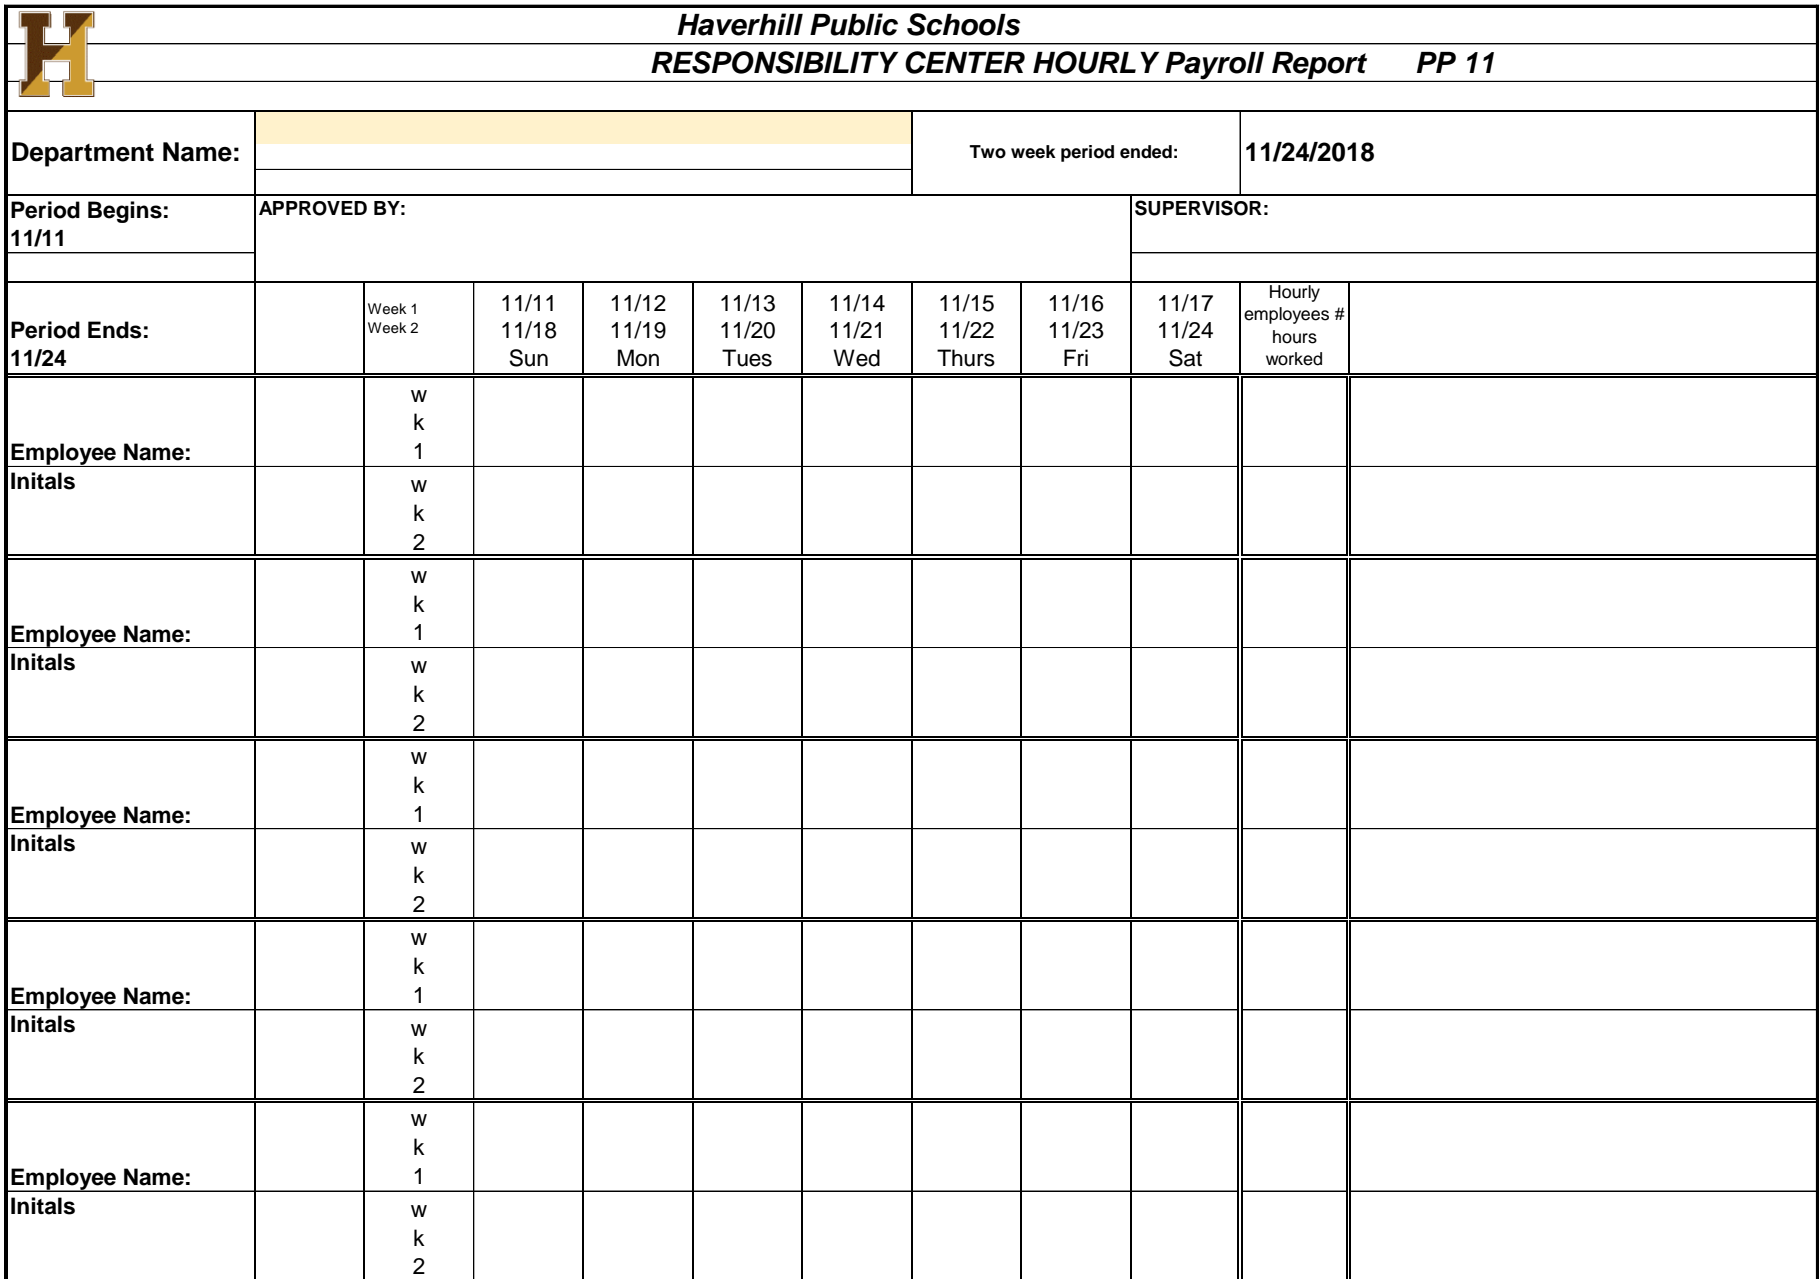 Haverhill Public Schools
RESPONSIBILITY CENTER HOURLY Payroll Report PP 11
Department Name:
Two week period ended:
11/24/2018
Period Begins:
11/11
APPROVED BY:
SUPERVISOR:
Period Ends:
11/24
Week 1
Week 2
11/11
11/18
Sun
11/12
11/19
Mon
11/13
11/20
Tues
11/14
11/21
Wed
11/15
11/22
Thurs
11/16
11/23
Fri
11/17
11/24
Sat
Hourly
employees #
hours
worked
Employee Name:
w
k
1
Initals
w
k
2
Employee Name:
w
k
1
Initals
w
k
2
Employee Name:
w
k
1
Initals
w
k
2
Employee Name:
w
k
1
Initals
w
k
2
Employee Name:
w
k
1
Initals
w
k
2